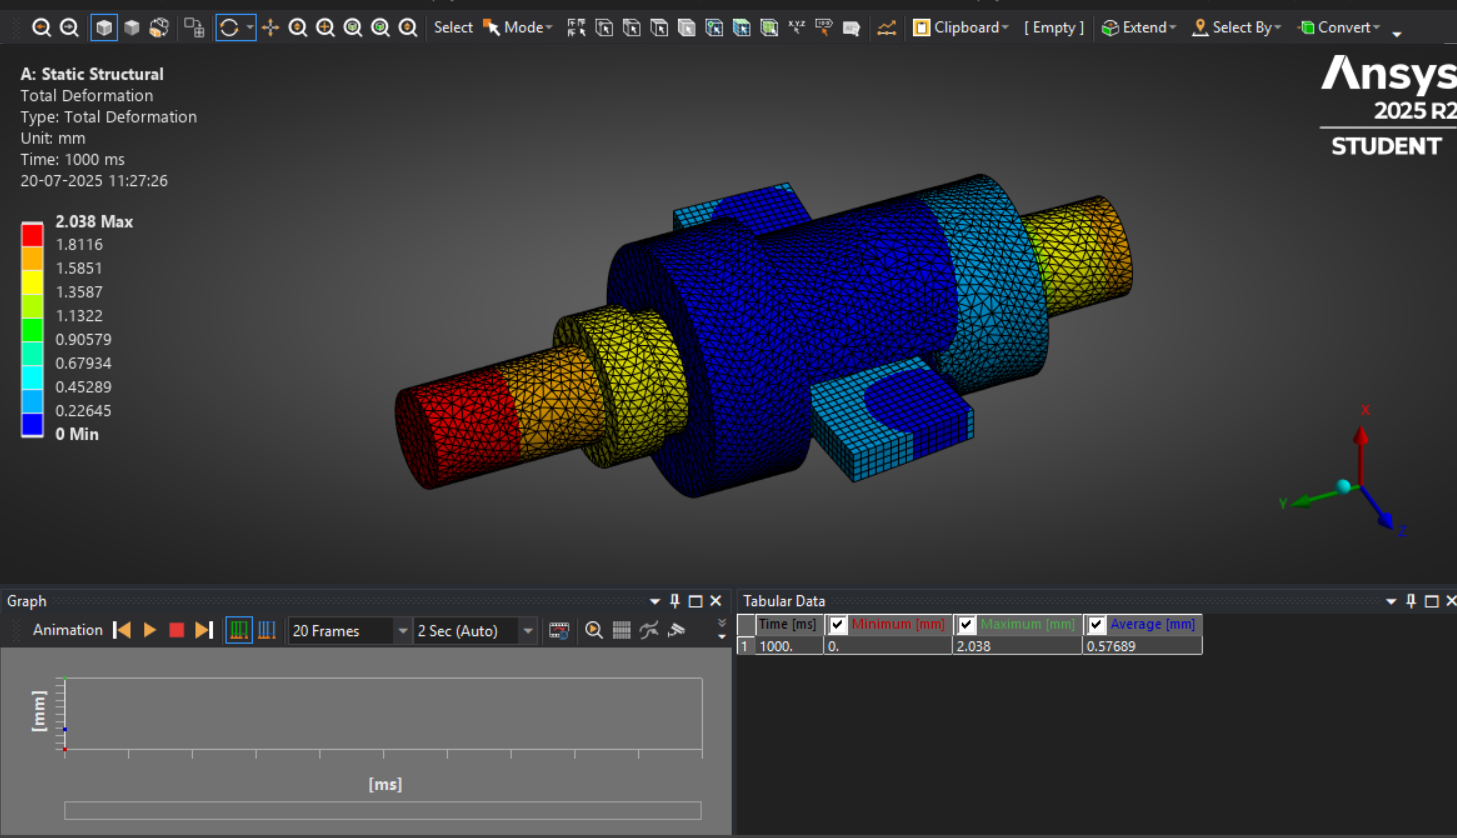 Select Mode Clipboard [ Empty ] Extend Select By Convert
A: Static Structural
Total Deformation
Type: Total Deformation
Unit: mm
Time: 1000 ms
20-07-2025 11:27:26
Ansys
2025 R2
STUDENT
2.038 Max
1.8116
1.5851
1.3587
1.1322
0.90579
0.67934
0.45289
0.22645
0 Min
X
Y
Z
Graph
Animation 20 Frames 2 Sec (Auto)
[mm]
[ms]
Tabular Data
Time [ms] Minimum [mm] Maximum [mm] Average [mm]
1 1000. 0. 2.038 0.57689